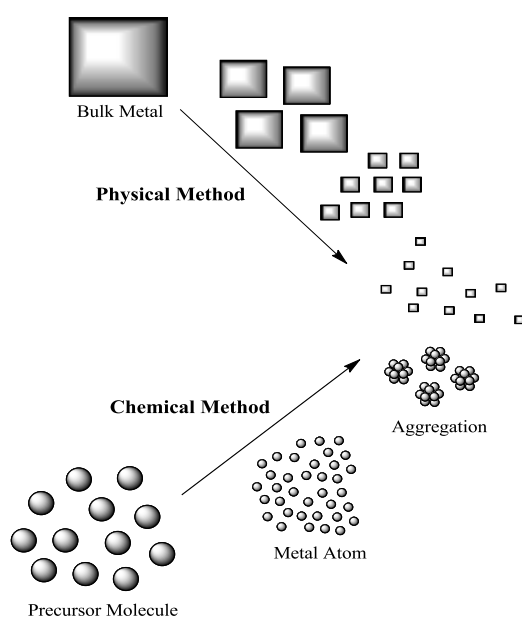 Bulk Metal
Physical Method
Chemical Method
Aggregation
Metal Atom
Precursor Molecule